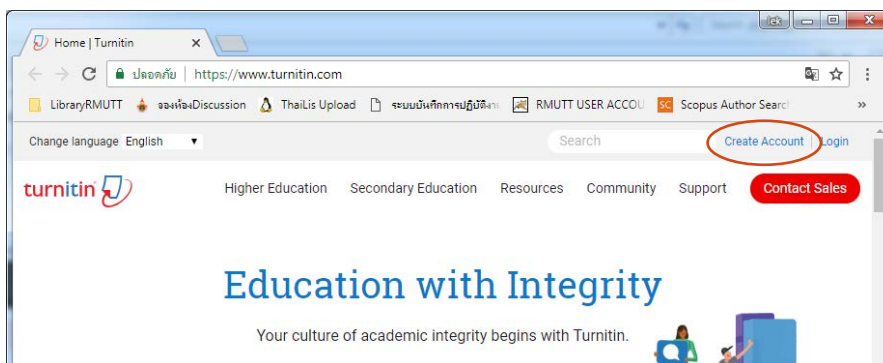 Home | Turnitin
ปลอดภัย | https://www.turnitin.com
LibraryRMUTT จองห้องDiscussion ThaiLis Upload ระบบบันทึกการปฏิบัติงาน RMUTT USER ACCOU SC Scopus Author Searc »
Change language English Search Create Account | Login
turnitin Higher Education Secondary Education Resources Community Support Contact Sales
Education with Integrity
Your culture of academic integrity begins with Turnitin.